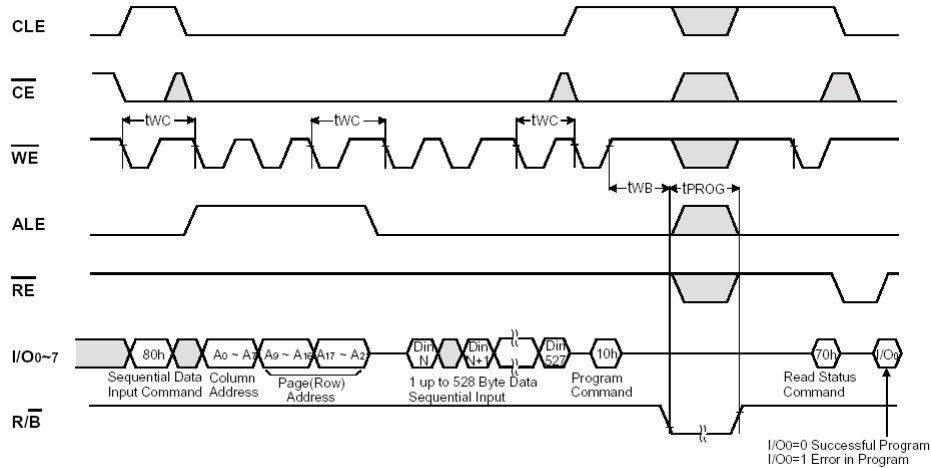 CLE
CE
tWC tWC tWC
WE
tWB tPROG
ALE
RE
I/O0~7 80h A0 ~ A7 A9 ~ A16 A17 ~ A2 Din N Din N+1 Din 527 10h 70h I/O0
Sequential Data Input Command
Column Address
Page(Row) Address
1 up to 528 Byte Data
Sequential Input
Program Command
Read Status Command
R/B
I/O0=0 Successful Program
I/O0=1 Error in Program